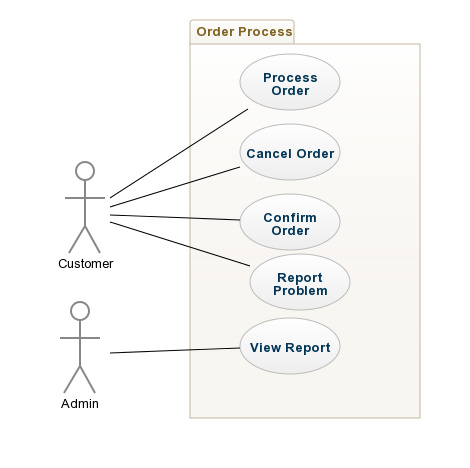 Order Process
Process
Order
Cancel Order
Confirm
Order
Customer
Report
Problem
View Report
Admin